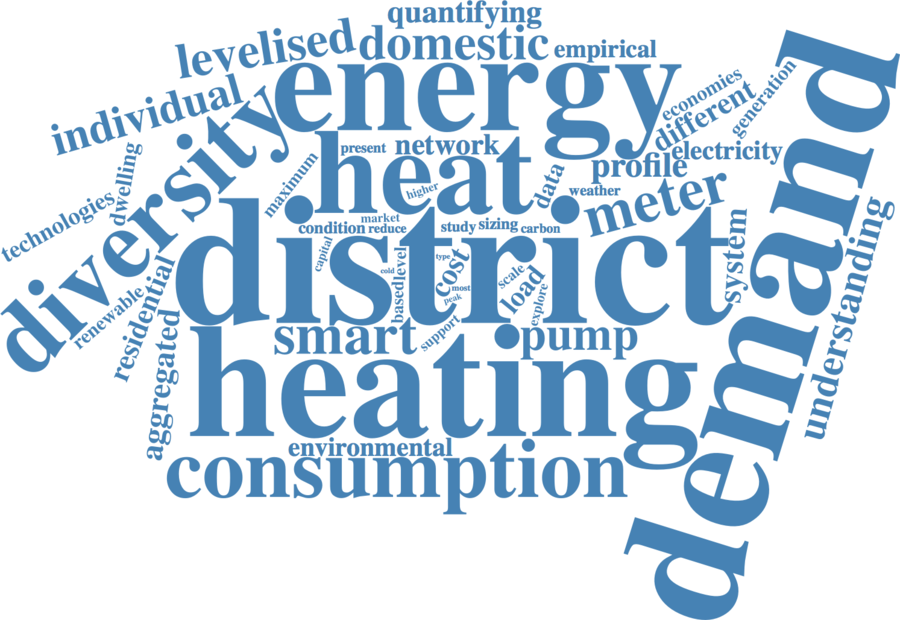 quantifying
levelised
domestic
empirical
energy
individual
economies
different
generation
demand
diversity
heat
present
network
higher
data
weather
profile
electricity
meter
maximum
dwelling
technologies
district
condition
market
reduce
study
sizing
carbon
capital
cold
based
level
type
cost
most
peak
scale
load
explore
system
understanding
renewable
residential
aggregated
smart
support
pump
heating
environmental
consumption